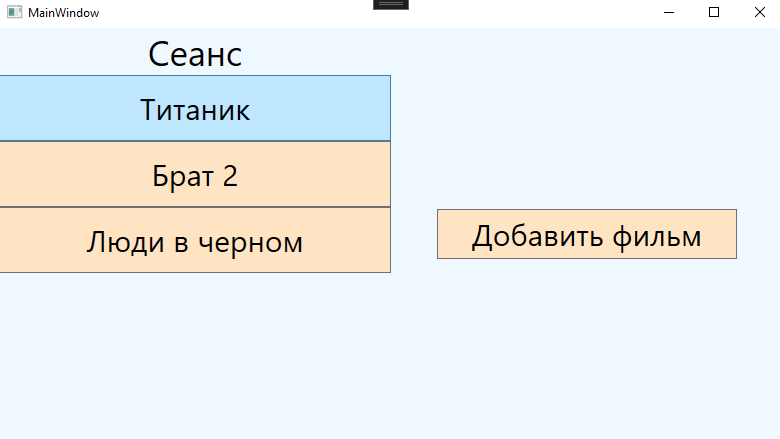 MainWindow
Сеанс
Титаник
Брат 2
Люди в черном
Добавить фильм